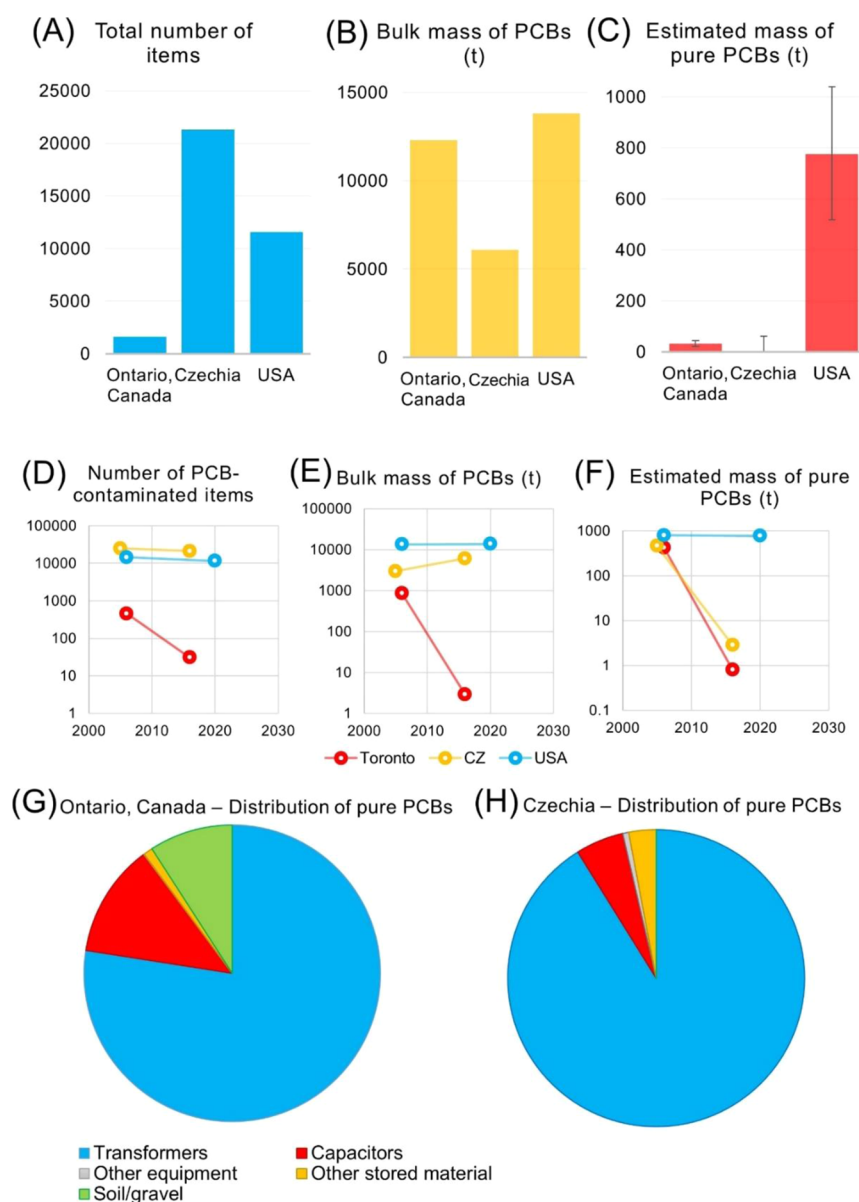 (A) Total number of
items
25000
20000
15000
10000
5000
0
Ontario, Czechia USA
Canada
(B) Bulk mass of PCBs
(t)
15000
10000
5000
0
Ontario, Czechia USA
Canada
(C) Estimated mass of
pure PCBs (t)
1000
800
600
400
200
0
Ontario, Czechia USA
Canada
(D) Number of PCB-
contaminated items
100000
10000
1000
100
10
1
2000 2010 2020 2030
(E) Bulk mass of PCBs (t)
100000
10000
1000
100
10
1
2000 2010 2020 2030
(F) Estimated mass of pure
PCBs (t)
1000
100
10
1
0.1
2000 2010 2020 2030
Toronto CZ USA
(G) Ontario, Canada – Distribution of pure PCBs
(H) Czechia – Distribution of pure PCBs
Transformers Capacitors
Other equipment Other stored material
Soil/gravel